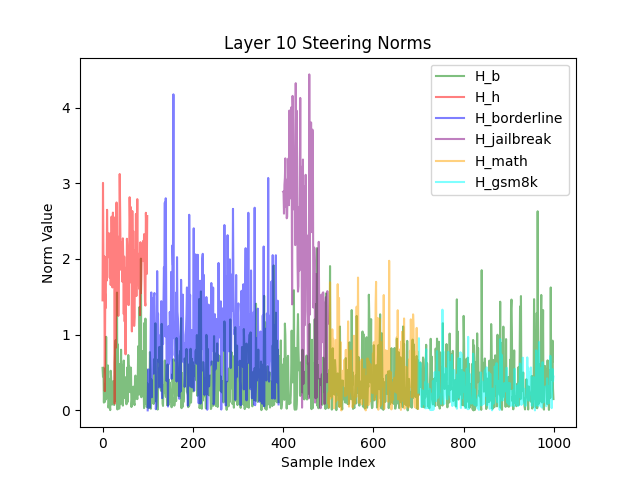 Layer 10 Steering Norms
H_b
H_h
H_borderline
H_jailbreak
H_math
H_gsm8k
Norm Value
4
3
2
1
0
0
200
400
600
800
1000
Sample Index